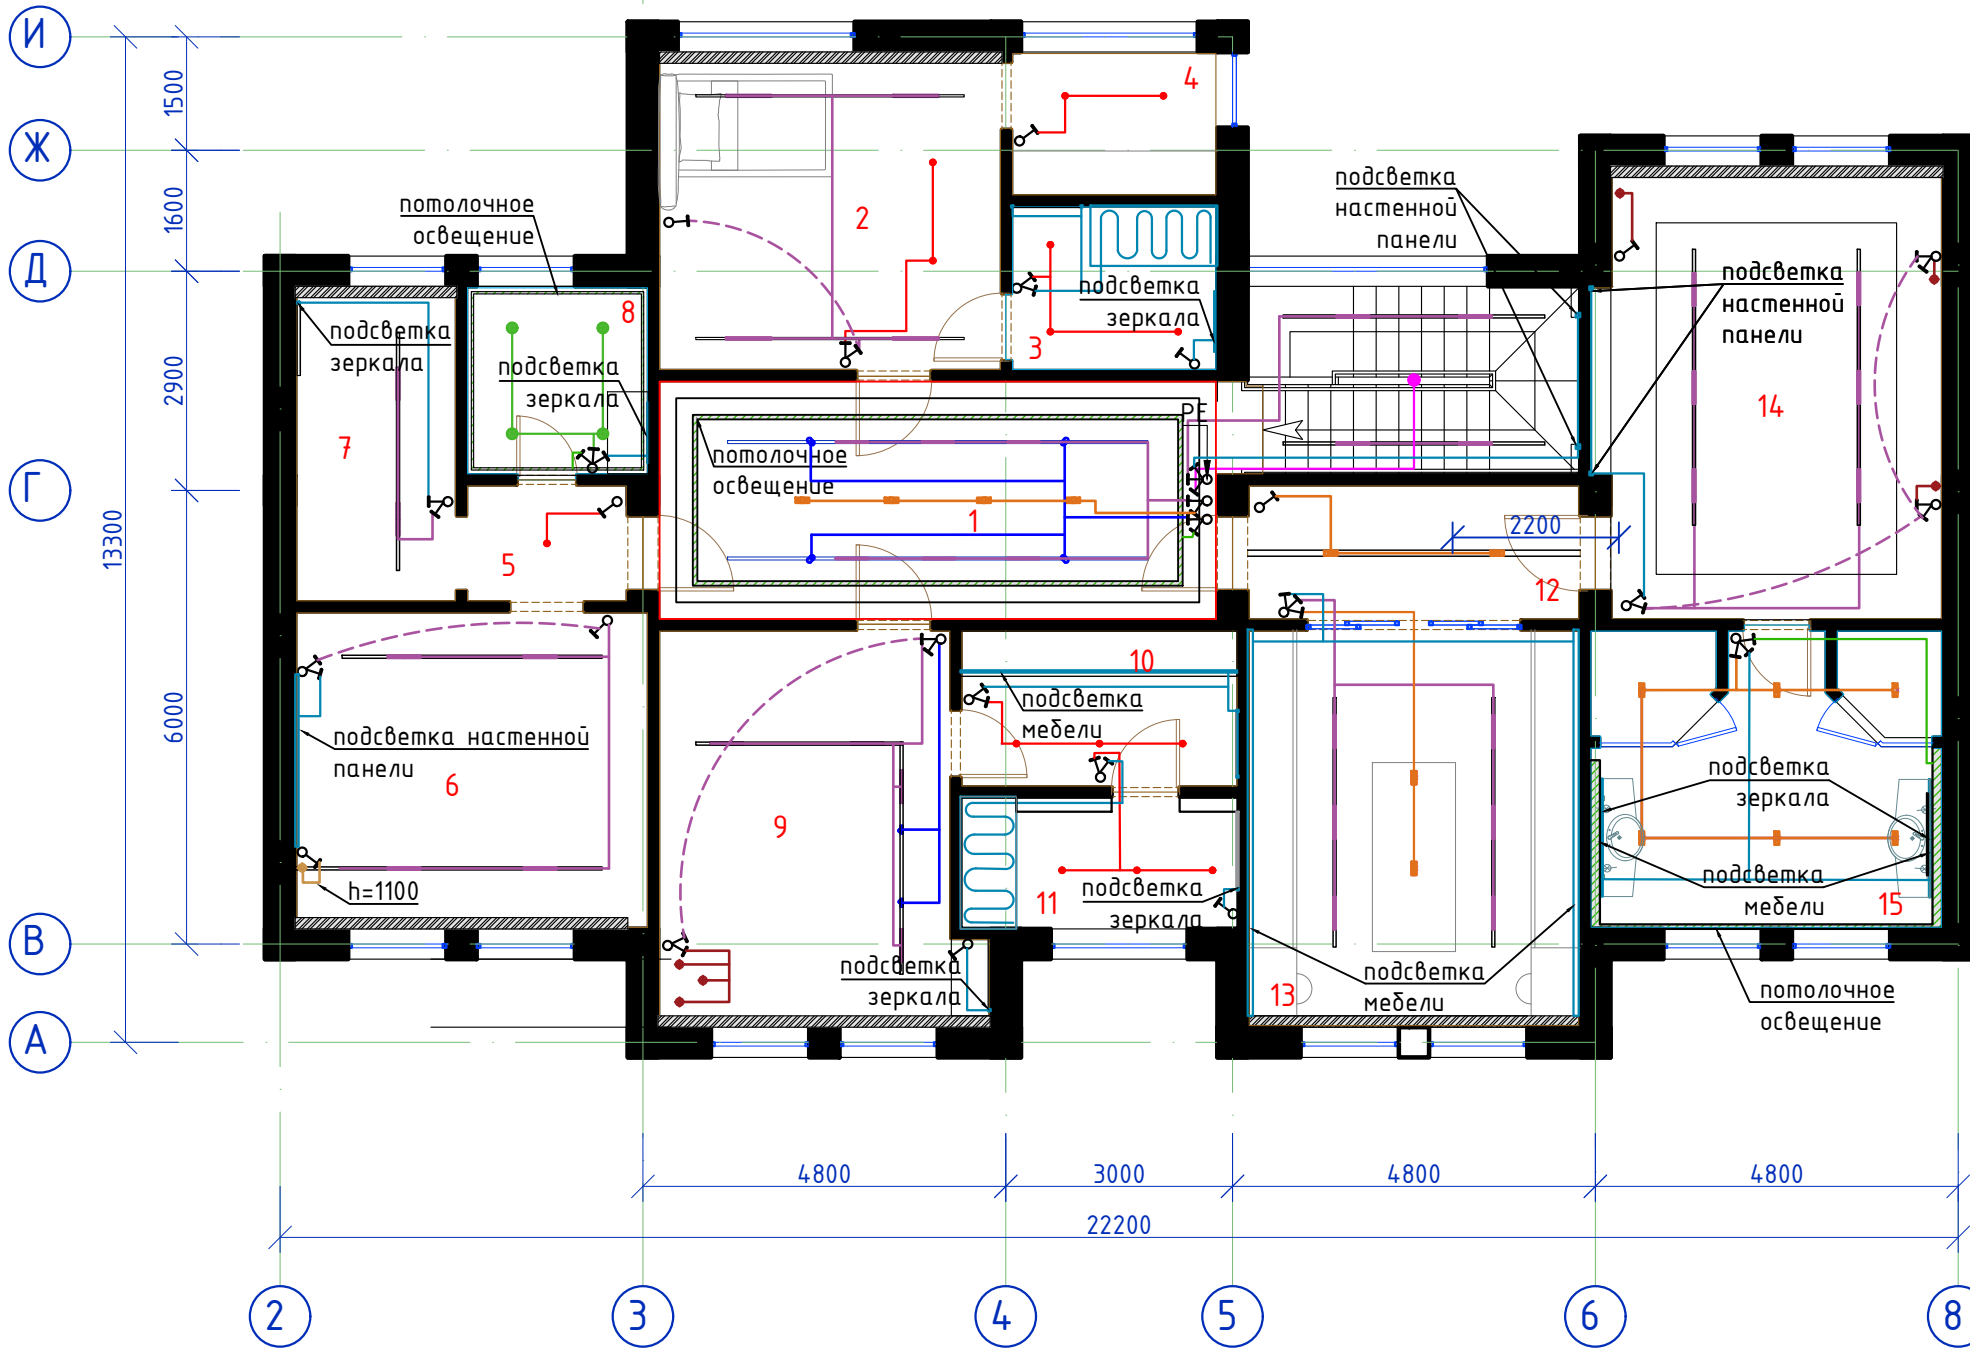 И
1500
Ж
1600
Д
2900
Г
13300
6000
В
А
потолочное
освещение
подсветка
зеркала
8
подсветка
зеркала
7
2
4
подсветка
зеркала
3
подсветка
настенной
панели
подсветка
настенной
панели
14
PE
потолочное
освещение
1
5
2200
12
подсветка настенной
панели
6
h=1100
9
10
подсветка
мебели
11
подсветка
зеркала
подсветка
зеркала
13
подсветка
мебели
подсветка
зеркала
подсветка
мебели
15
потолочное
освещение
4800
3000
4800
4800
22200
2
3
4
5
6
8